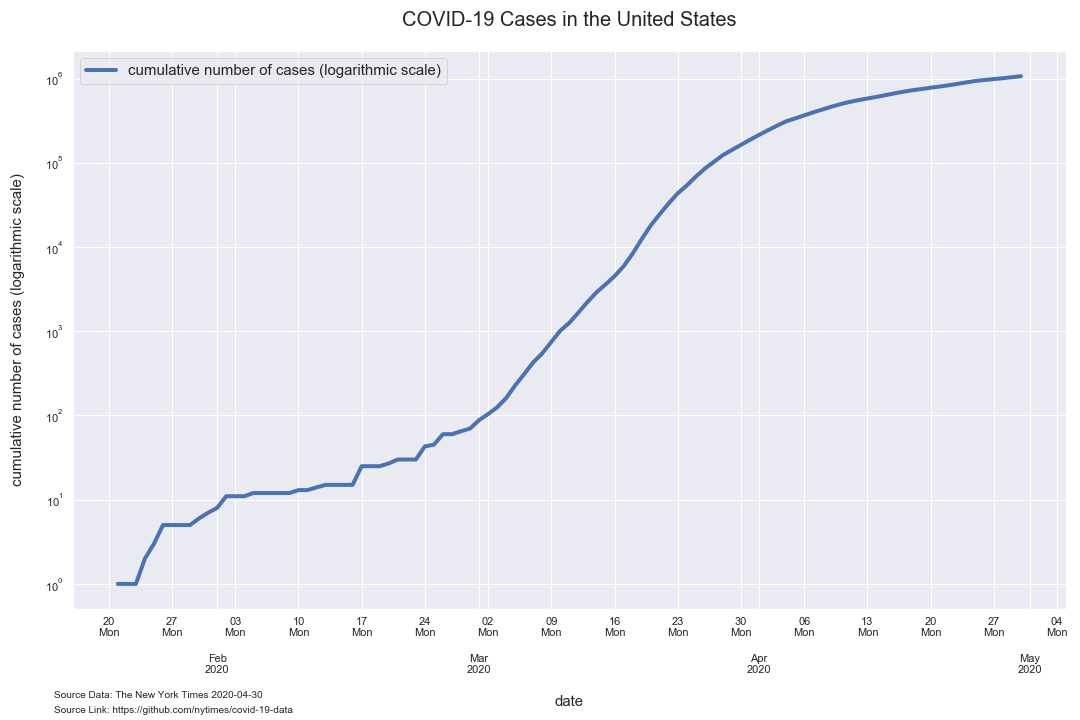 COVID-19 Cases in the United States
cumulative number of cases (logarithmic scale)
cumulative number of cases (logarithmic scale)
10⁶
10⁵
10⁴
10³
10²
10¹
10⁰
20 27 03 10 17 24 02 09 16 23 30 06 13 20 27 04
Mon Mon Mon Mon Mon Mon Mon Mon Mon Mon Mon Mon Mon Mon Mon Mon
Feb Mar Apr May
2020 2020 2020 2020
date
Source Data: The New York Times 2020-04-30
Source Link: https://github.com/nytimes/covid-19-data